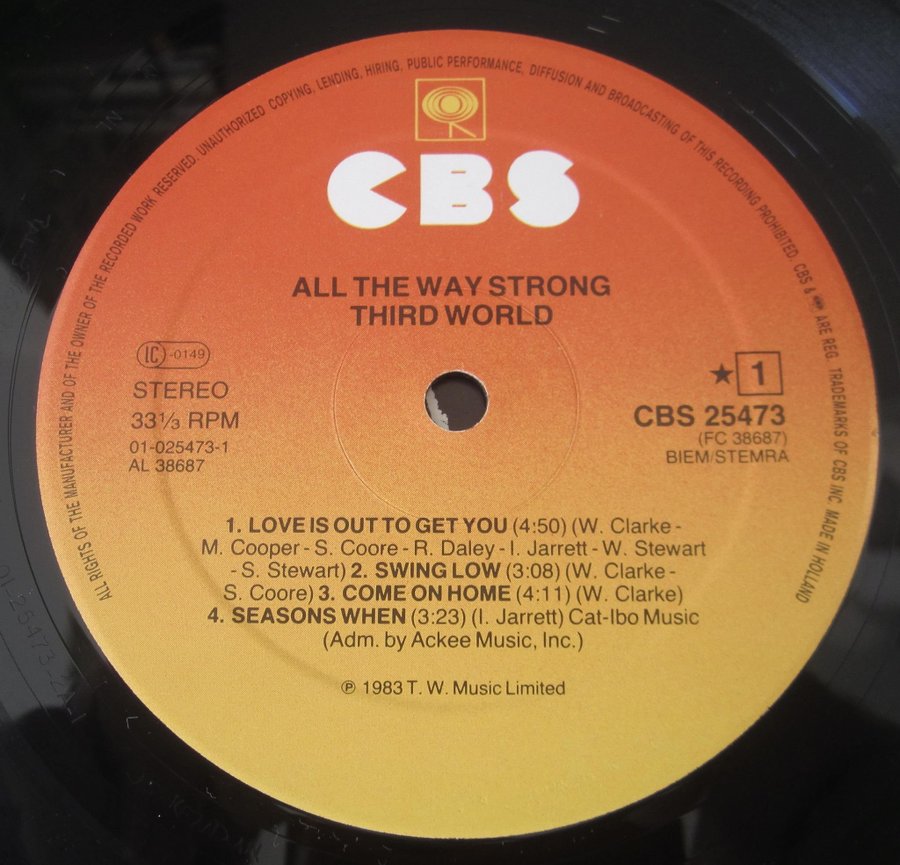 ALL RIGHTS OF THE MANUFACTURER AND OF THE OWNER OF THE RECORDED WORK RESERVED. UNAUTHORIZED COPYING, LENDING, HIRING, PUBLIC PERFORMANCE, DIFFUSION AND BROADCASTING OF THIS RECORDING PROHIBITED. CBS & ARE REG. TRADEMARKS OF CBS INC. MADE IN HOLLAND
CBS
ALL THE WAY STRONG
THIRD WORLD
IC -0149
STEREO
33 1/3 RPM
01-025473-1
AL 38687
★ 1
CBS 25473
(FC 38687)
BIEM/STEMRA
1. LOVE IS OUT TO GET YOU (4:50) (W. Clarke -
M. Cooper - S. Coore - R. Daley - I. Jarrett - W. Stewart
- S. Stewart) 2. SWING LOW (3:08) (W. Clarke -
S. Coore) 3. COME ON HOME (4:11) (W. Clarke)
4. SEASONS WHEN (3:23) (I. Jarrett) Cat-Ibo Music
(Adm. by Ackee Music, Inc.)
℗ 1983 T. W. Music Limited